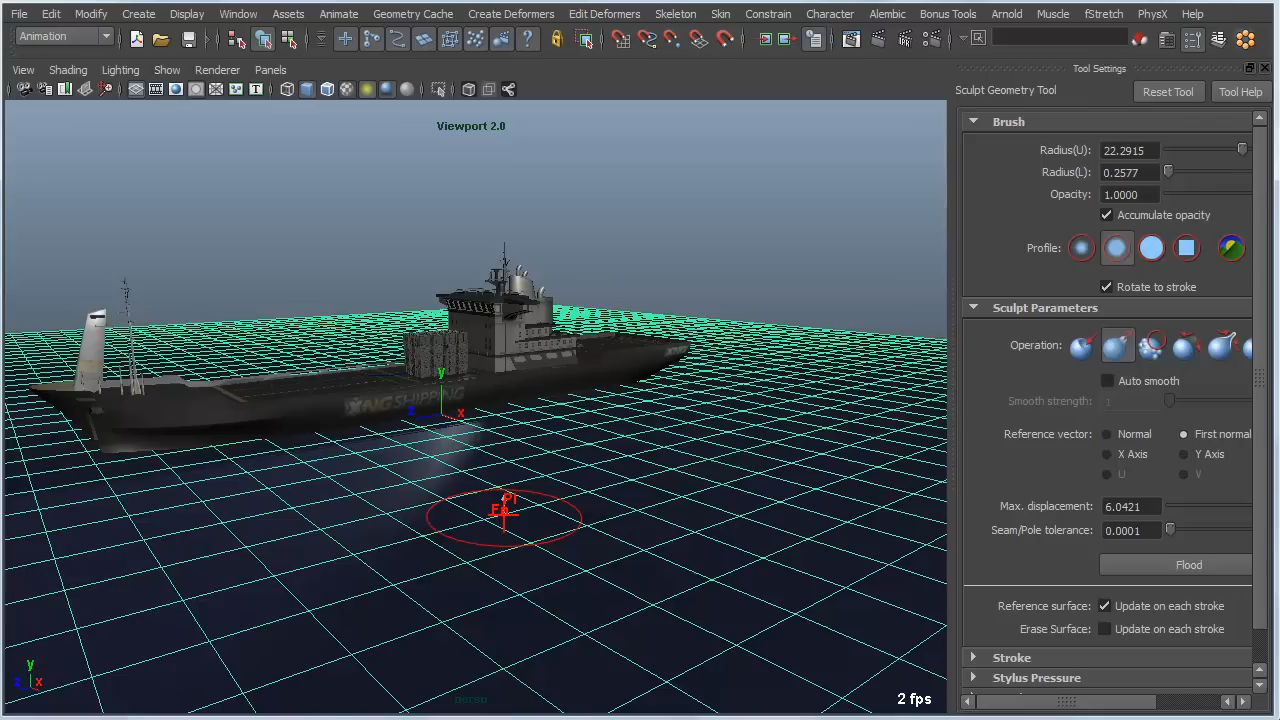 File Edit Modify Create Display Window Assets Animate Geometry Cache Create Deformers Edit Deformers Skeleton Skin Constrain Character Alembic Bonus Tools Arnold Muscle fStretch PhysX Help
Animation
View Shading Lighting Show Renderer Panels
Tool Settings
Sculpt Geometry Tool Reset Tool Tool Help
Viewport 2.0
Brush
Radius(U): 22.2915
Radius(L): 0.2577
Opacity: 1.0000
Accumulate opacity
Profile:
Rotate to stroke
Sculpt Parameters
Operation:
Auto smooth
Smooth strength: 1
Reference vector: Normal First normal
X Axis Y Axis
U V
Max. displacement: 6.0421
Seam/Pole tolerance: 0.0001
Flood
Reference surface: Update on each stroke
Erase Surface: Update on each stroke
Stroke
Stylus Pressure
SHIPPING
y
z x
Pl
Fn
y
z x
persp
2 fps